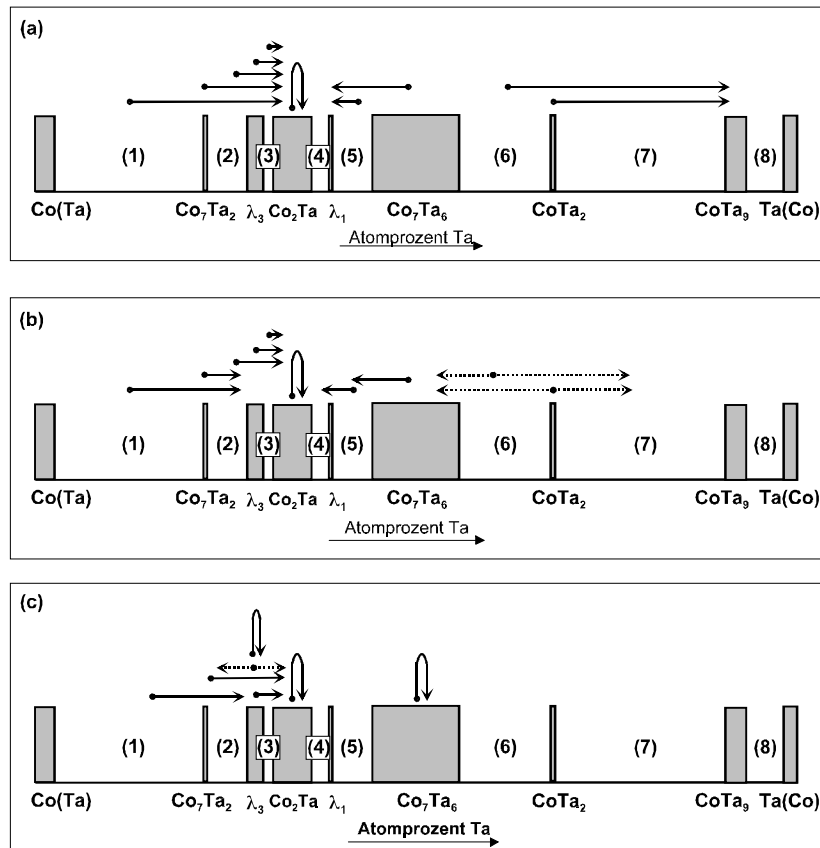 (a)
(1) (2) (3) (4) (5) (6) (7) (8)
Co(Ta) Co₇Ta₂ λ₃ Co₂Ta λ₁ Co₇Ta₆ CoTa₂ CoTa₉ Ta(Co)
Atomprozent Ta
(b)
(1) (2) (3) (4) (5) (6) (7) (8)
Co(Ta) Co₇Ta₂ λ₃ Co₂Ta λ₁ Co₇Ta₆ CoTa₂ CoTa₉ Ta(Co)
Atomprozent Ta
(c)
(1) (2) (3) (4) (5) (6) (7) (8)
Co(Ta) Co₇Ta₂ λ₃ Co₂Ta λ₁ Co₇Ta₆ CoTa₂ CoTa₉ Ta(Co)
Atomprozent Ta